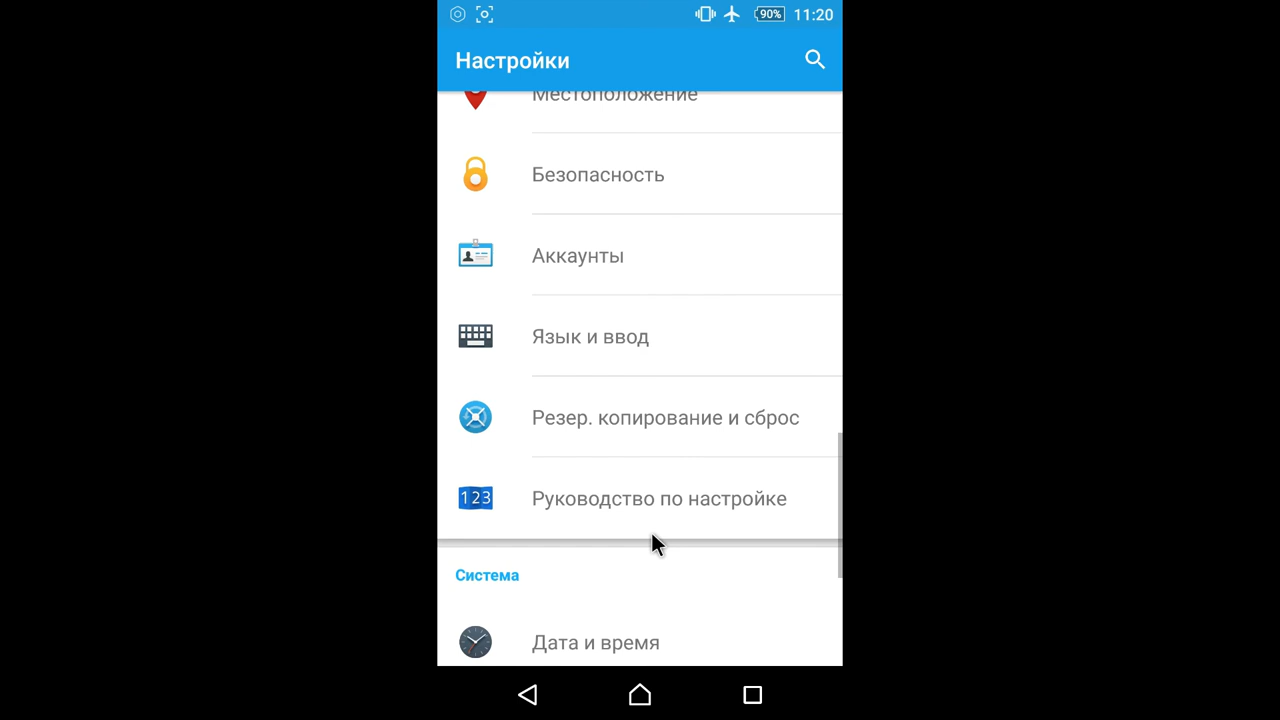 90% 11:20
Настройки
Местоположение
Безопасность
Аккаунты
Язык и ввод
Резер. копирование и сброс
123 Руководство по настройке
Система
Дата и время